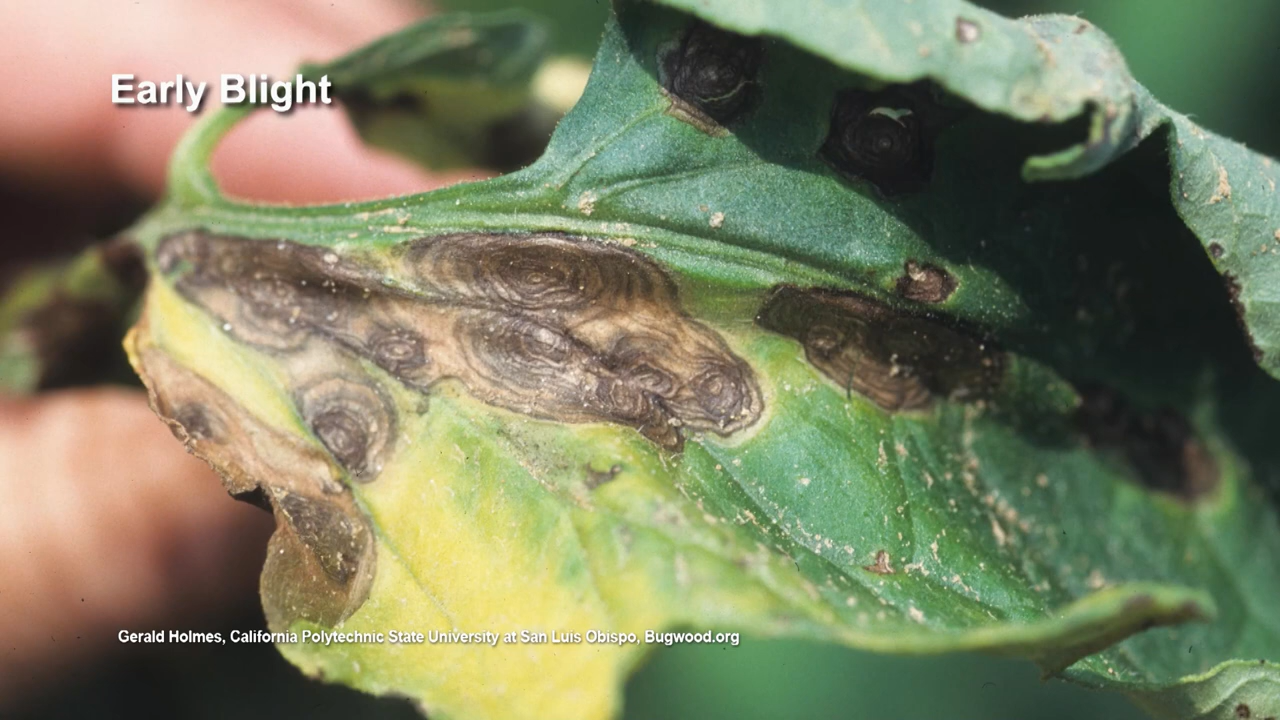 Early Blight
Gerald Holmes, California Polytechnic State University at San Luis Obispo, Bugwood.org